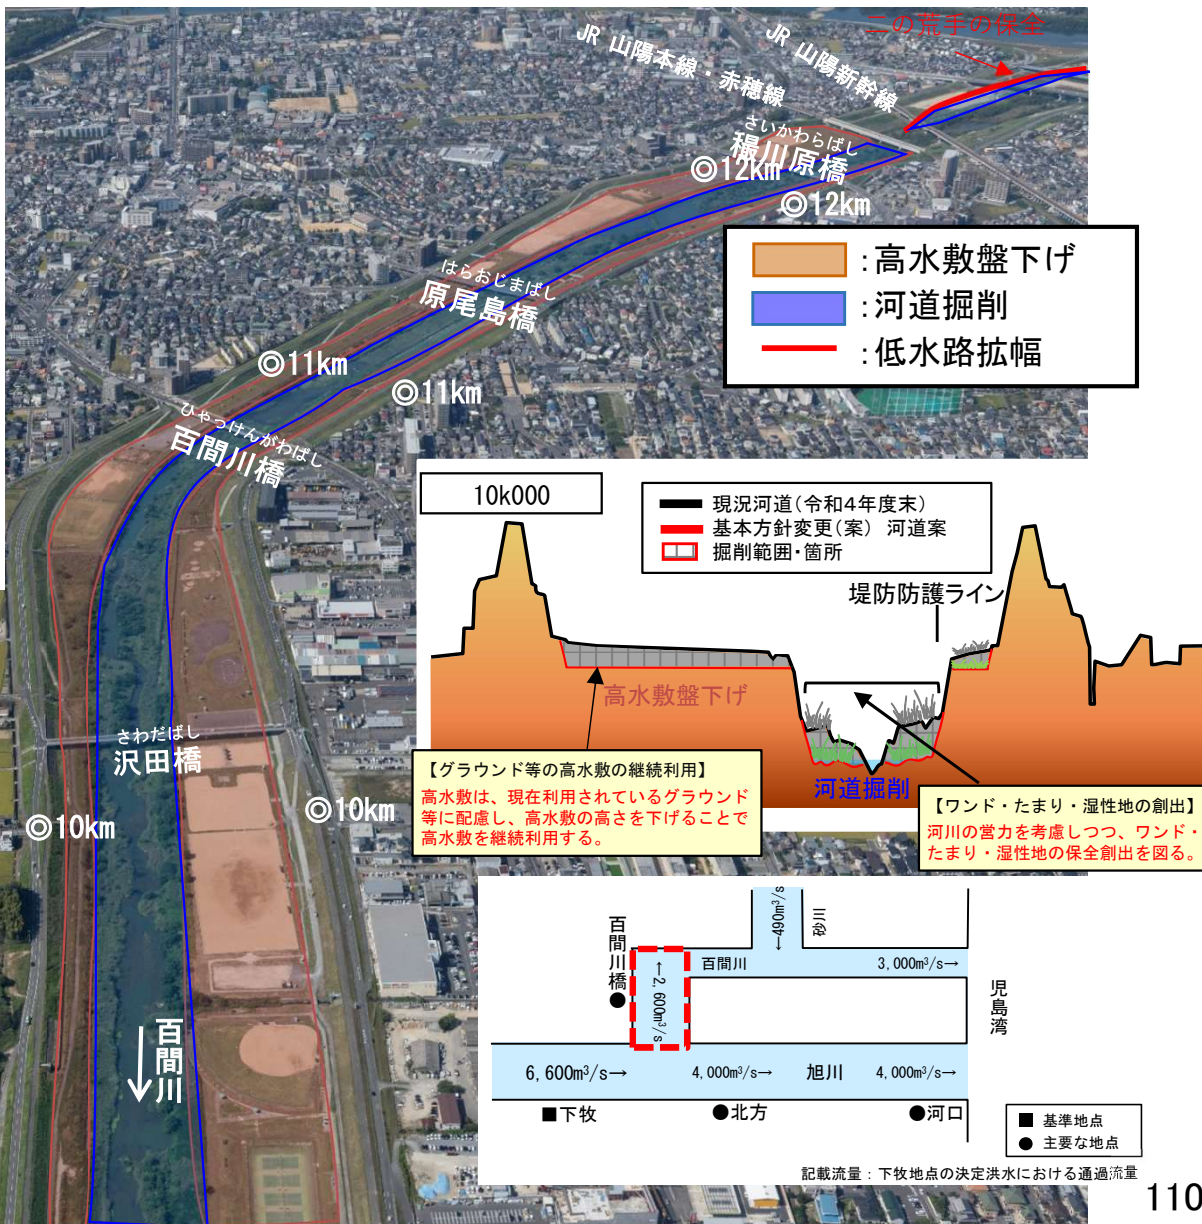 二の荒手の保全
JR 山陽新幹線
JR 山陽本線・赤穂線
さいかわらばし
穝川原橋
◎12km
◎12km
:高水敷盤下げ
:河道掘削
:低水路拡幅
はらおじまばし
原尾島橋
◎11km
◎11km
ひゃっけんがわばし
百間川橋
さわだばし
沢田橋
◎10km
◎10km
百間川
10k000
現況河道(令和4年度末)
基本方針変更(案) 河道案
掘削範囲・箇所
堤防防護ライン
高水敷盤下げ
河道掘削
【グラウンド等の高水敷の継続利用】
高水敷は、現在利用されているグラウンド
等に配慮し、高水敷の高さを下げることで
高水敷を継続利用する。
【ワンド・たまり・湿性地の創出】
河川の営力を考慮しつつ、ワンド・
たまり・湿性地の保全創出を図る。
←490m³/s
砂川
百間川橋
●
百間川
3,000m³/s→
←2,600m³/s
児島湾
6,600m³/s→
4,000m³/s→
旭川
4,000m³/s→
■下牧
●北方
●河口
■ 基準地点
● 主要な地点
記載流量：下牧地点の決定洪水における通過流量
110